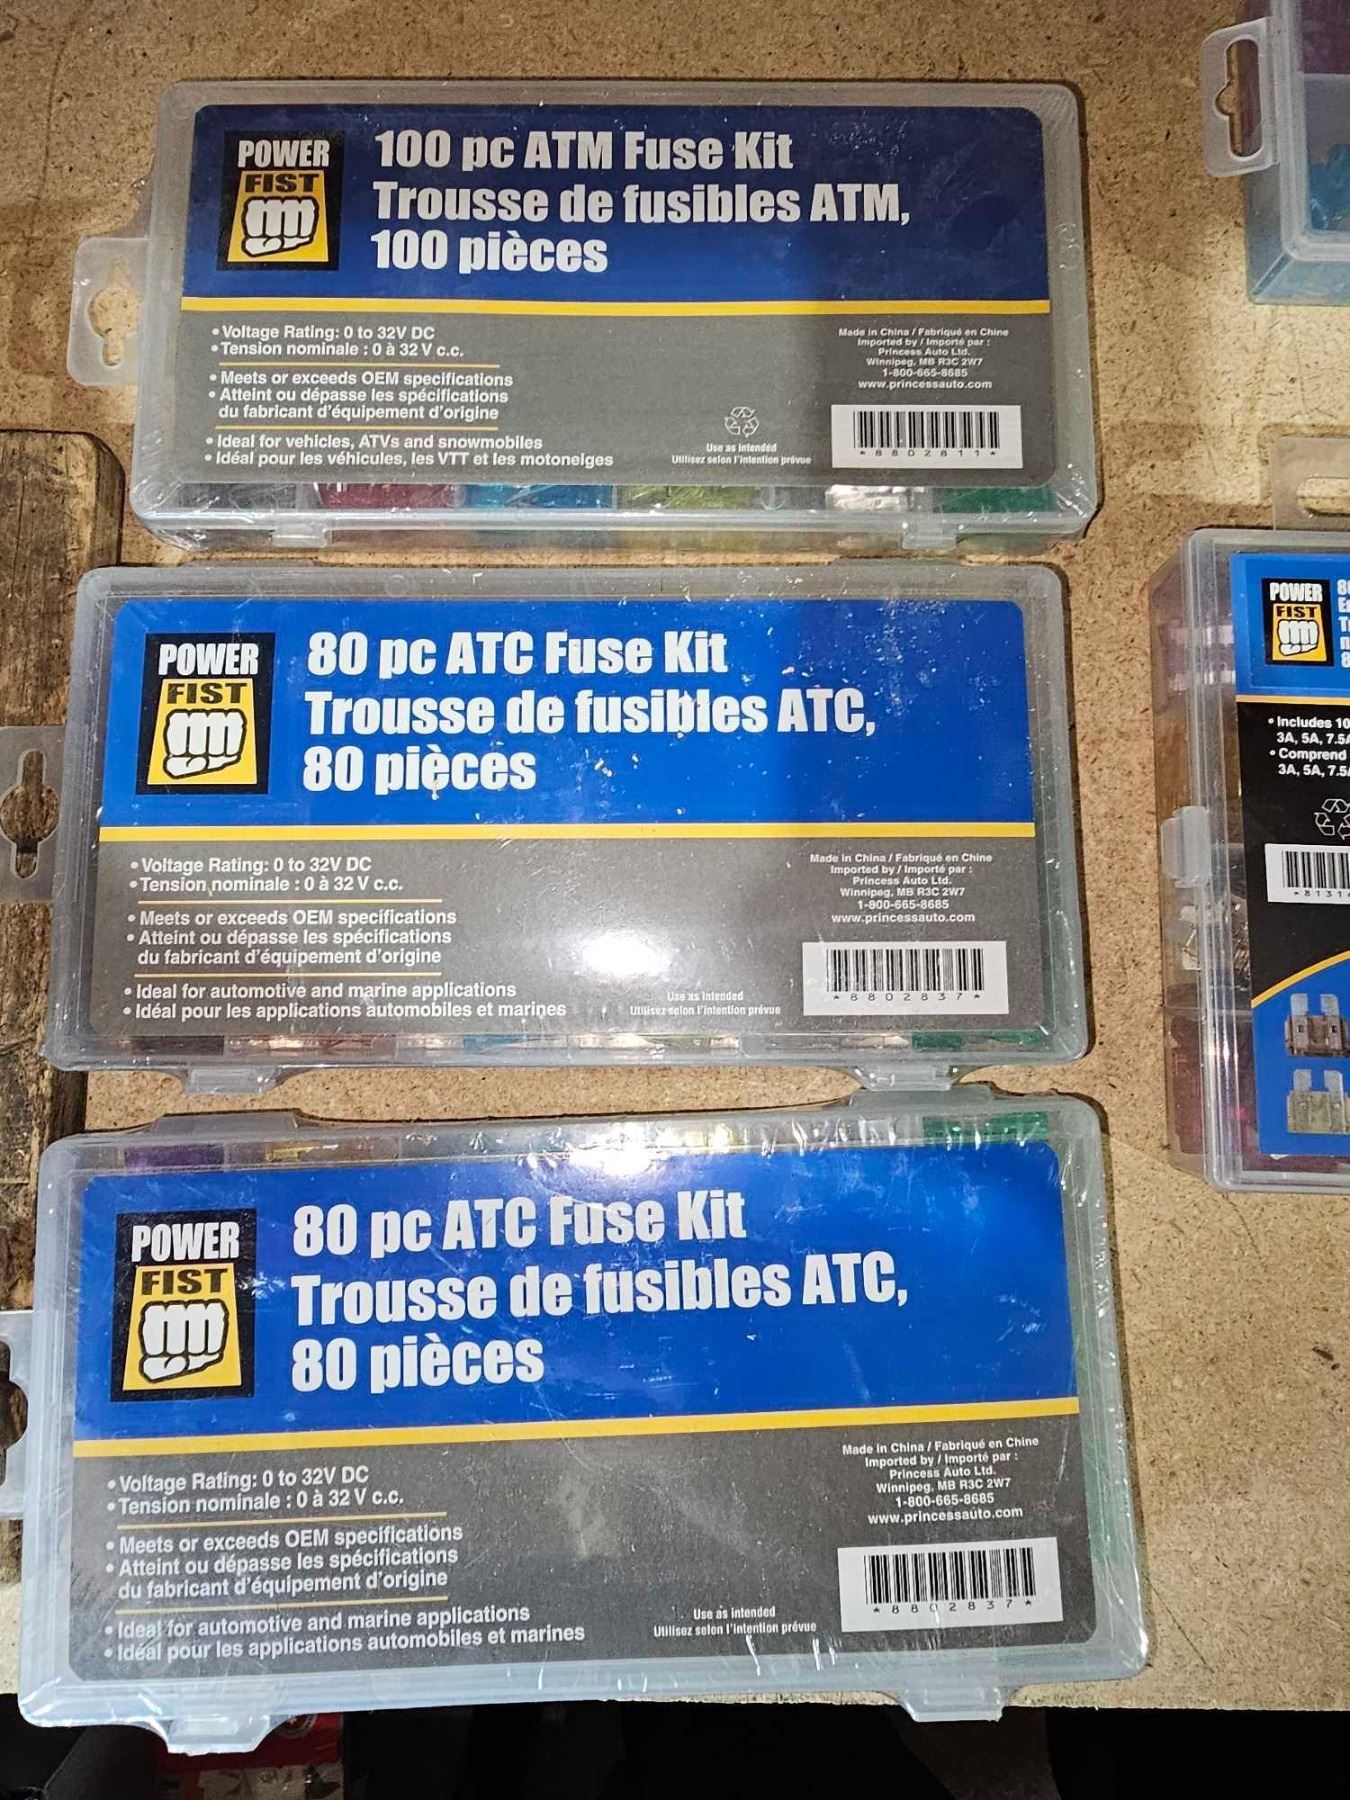 POWER
FIST
100 pc ATM Fuse Kit
Trousse de fusibles ATM,
100 pièces
• Voltage Rating: 0 to 32V DC
• Tension nominale : 0 à 32 V c.c.
• Meets or exceeds OEM specifications
• Atteint ou dépasse les spécifications
du fabricant d'équipement d'origine
• Ideal for vehicles, ATVs and snowmobiles
• Idéal pour les véhicules, les VTT et les motoneiges
Use as intended
Utilisez selon l'intention prévue
Made in China / Fabriqué en Chine
Imported by / Importé par :
Princess Auto Ltd.
Winnipeg, MB R3C 2W7
1-800-665-8685
www.princessauto.com
*8802811*
POWER
FIST
80 pc ATC Fuse Kit
Trousse de fusibles ATC,
80 pièces
• Voltage Rating: 0 to 32V DC
• Tension nominale : 0 à 32 V c.c.
• Meets or exceeds OEM specifications
• Atteint ou dépasse les spécifications
du fabricant d'équipement d'origine
• Ideal for automotive and marine applications
• Idéal pour les applications automobiles et marines
Use as intended
Utilisez selon l'intention prévue
Made in China / Fabriqué en Chine
Imported by / Importé par :
Princess Auto Ltd.
Winnipeg, MB R3C 2W7
1-800-665-8685
www.princessauto.com
*8802837*
POWER
FIST
• Includes 10
3A, 5A, 7.5A
• Comprend
3A, 5A, 7.5A
POWER
FIST
80 pc ATC Fuse Kit
Trousse de fusibles ATC,
80 pièces
• Voltage Rating: 0 to 32V DC
• Tension nominale : 0 à 32 V c.c.
• Meets or exceeds OEM specifications
• Atteint ou dépasse les spécifications
du fabricant d'équipement d'origine
• Ideal for automotive and marine applications
• Idéal pour les applications automobiles et marines
Use as intended
Utilisez selon l'intention prévue
Made in China / Fabriqué en Chine
Imported by / Importé par :
Princess Auto Ltd.
Winnipeg, MB R3C 2W7
1-800-665-8685
www.princessauto.com
*8802837*